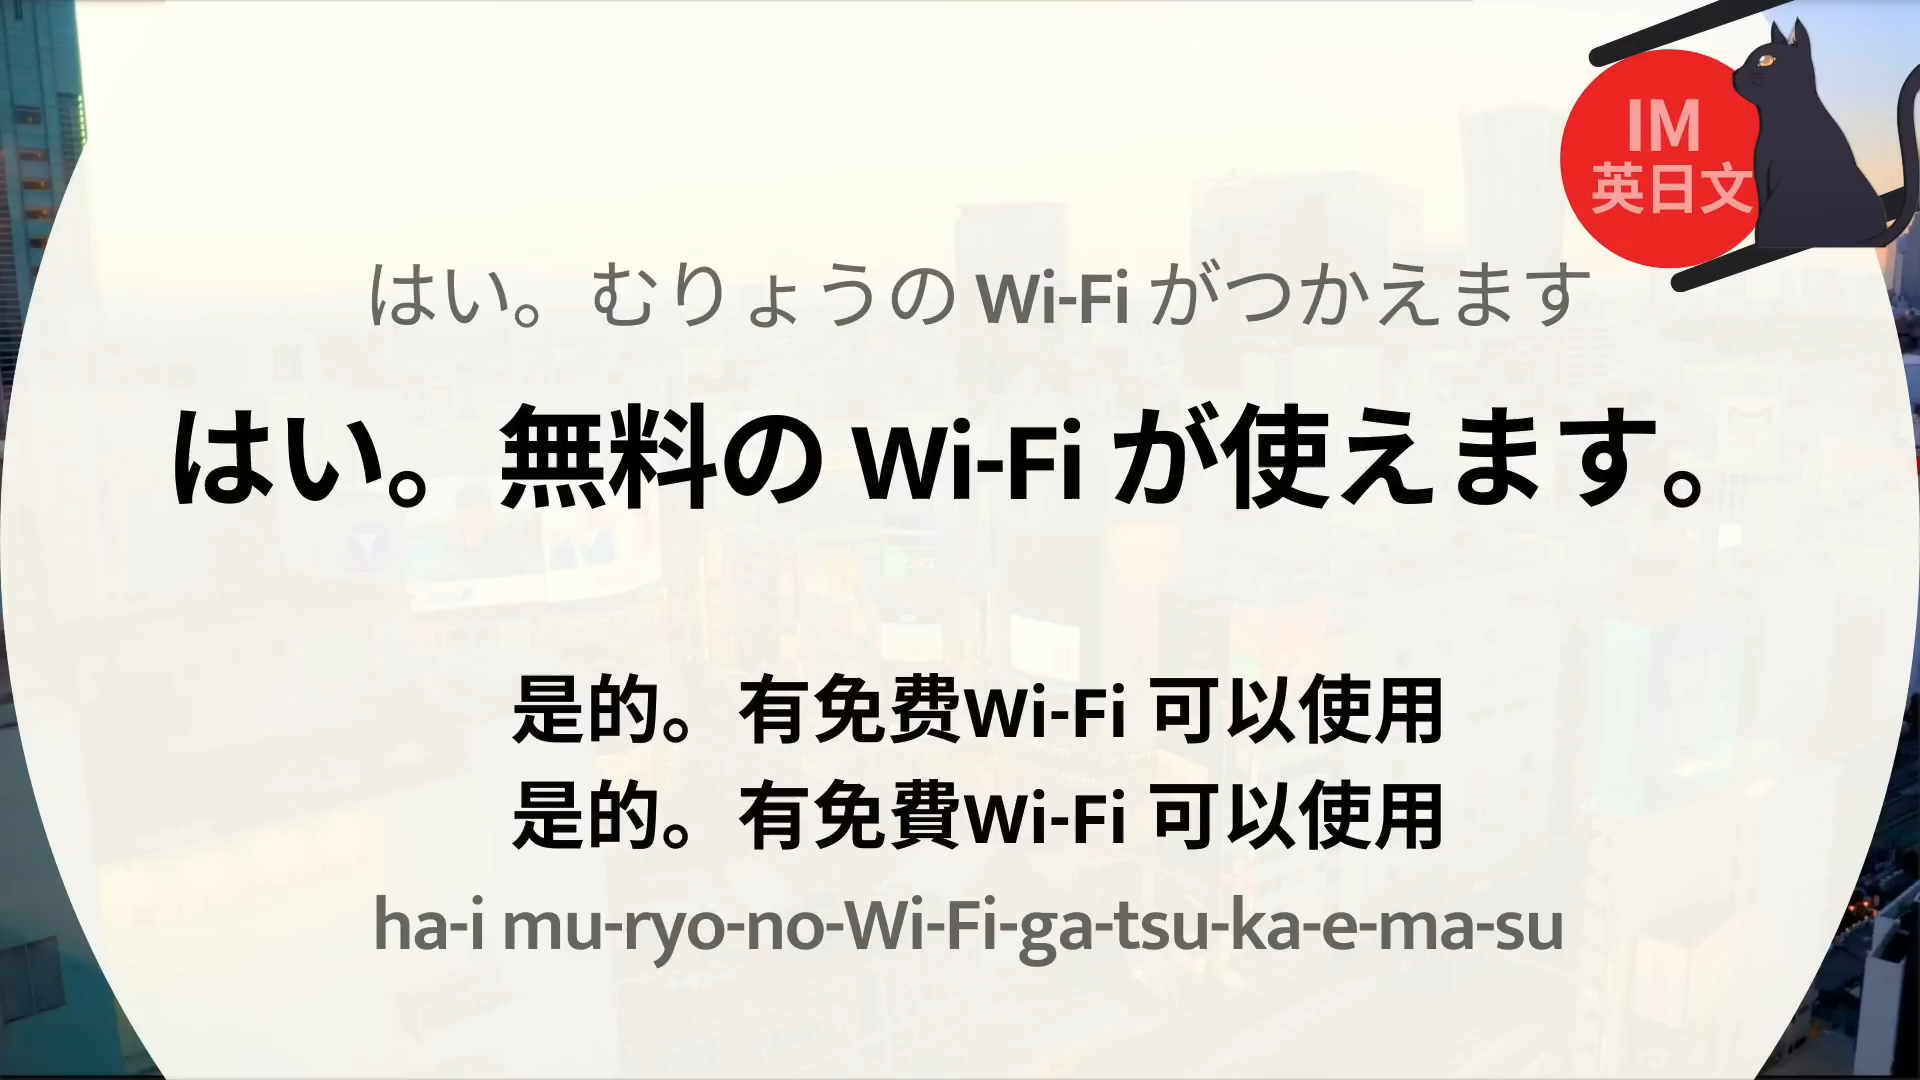 IM
英日文
はい。むりょうの Wi-Fi がつかえます
はい。無料の Wi-Fi が使えます。
是的。有免费Wi-Fi 可以使用
是的。有免費Wi-Fi 可以使用
ha-i mu-ryo-no-Wi-Fi-ga-tsu-ka-e-ma-su